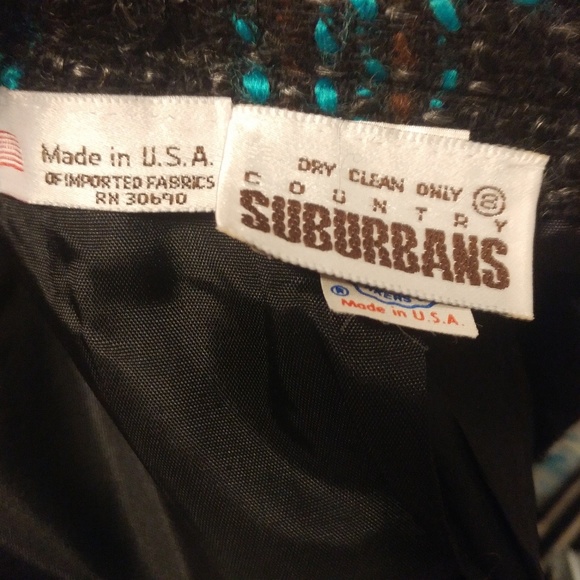 Made in U.S.A.
OF IMPORTED FABRICS
RN 30690
DRY CLEAN ONLY 8
COUNTRY
SUBURBANS
®
Made in U.S.A.